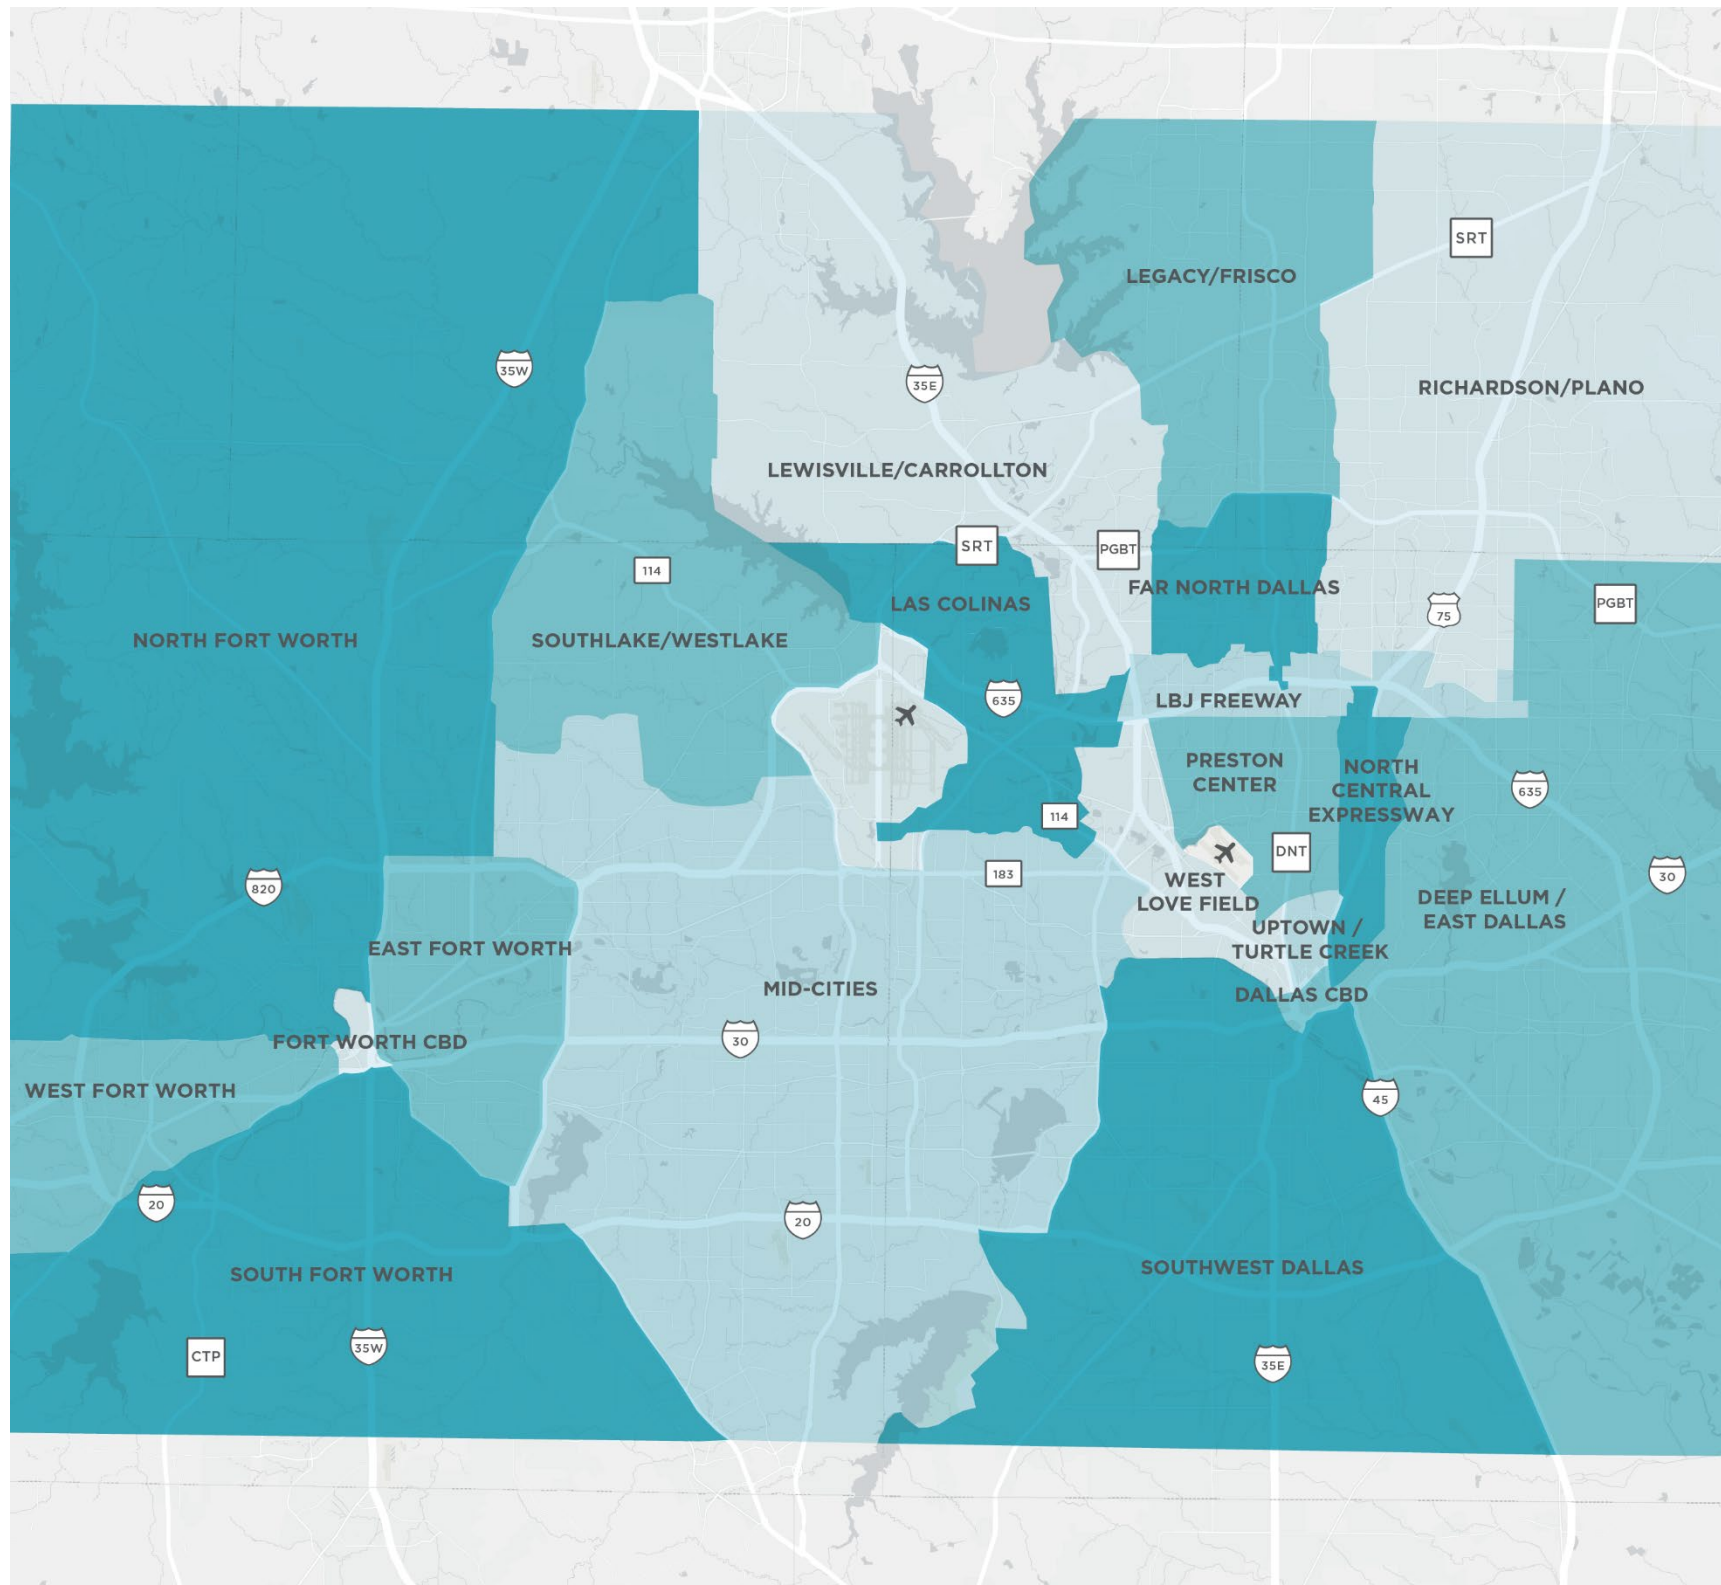 SRT
LEGACY/FRISCO
35W
35E
RICHARDSON/PLANO
LEWISVILLE/CARROLLTON
SRT
PGBT
114
FAR NORTH DALLAS
LAS COLINAS
PGBT
75
NORTH FORT WORTH
SOUTHLAKE/WESTLAKE
635
LBJ FREEWAY
PRESTON
CENTER
NORTH
CENTRAL
EXPRESSWAY
635
114
DNT
183
30
820
WEST
LOVE FIELD
DEEP ELLUM /
EAST DALLAS
UPTOWN /
TURTLE CREEK
EAST FORT WORTH
MID-CITIES
DALLAS CBD
FORT WORTH CBD
30
WEST FORT WORTH
45
20
20
SOUTH FORT WORTH
SOUTHWEST DALLAS
CTP
35W
35E